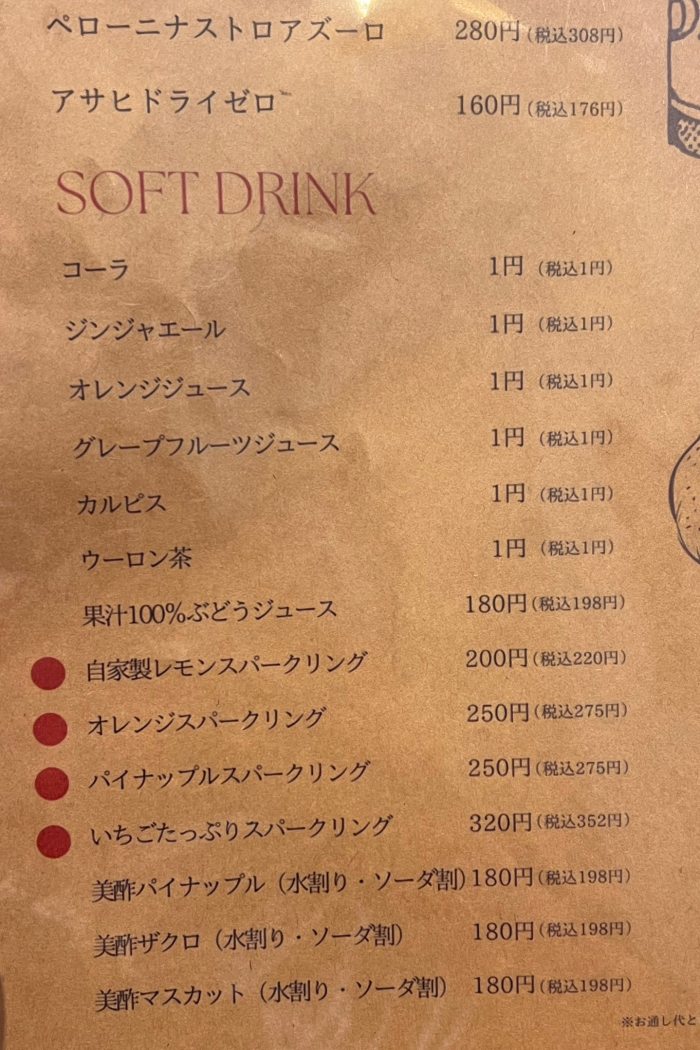 ペローニナストロアズーロ 280円(税込308円)
アサヒドライゼロ 160円(税込176円)
SOFT DRINK
コーラ 1円 (税込1円)
ジンジャエール 1円 (税込1円)
オレンジジュース 1円 (税込1円)
グレープフルーツジュース 1円 (税込1円)
カルピス 1円 (税込1円)
ウーロン茶 1円 (税込1円)
果汁100%ぶどうジュース 180円(税込198円)
自家製レモンスパークリング 200円(税込220円)
オレンジスパークリング 250円(税込275円)
パイナップルスパークリング 250円(税込275円)
いちごたっぷりスパークリング 320円(税込352円)
美酢パイナップル（水割り・ソーダ割）180円(税込198円)
美酢ザクロ（水割り・ソーダ割） 180円(税込198円)
美酢マスカット（水割り・ソーダ割） 180円(税込198円)
※お通し代と